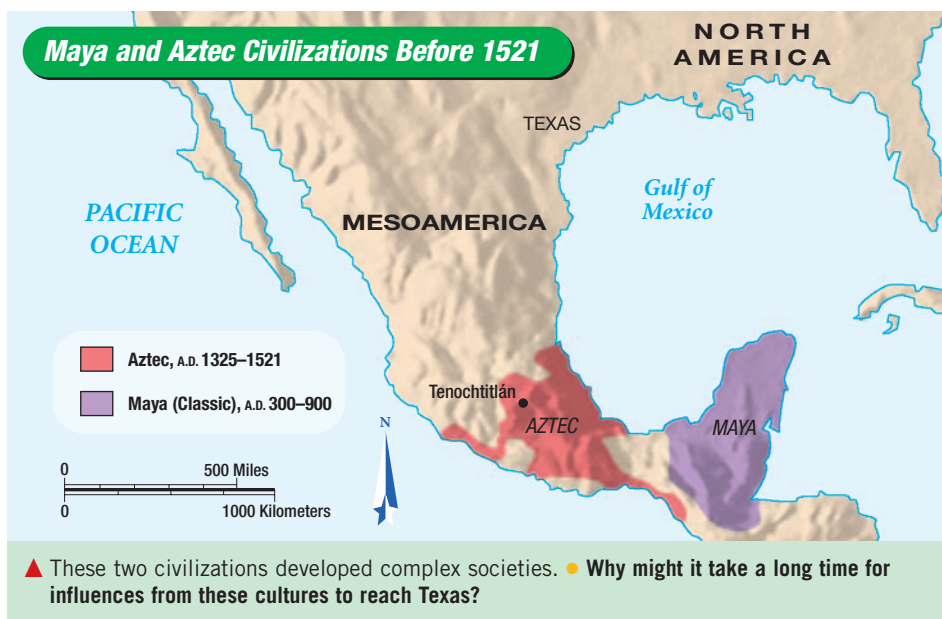 Maya and Aztec Civilizations Before 1521
NORTH
AMERICA
TEXAS
Gulf of
Mexico
PACIFIC
OCEAN
MESOAMERICA
Aztec, A.D. 1325–1521
Maya (Classic), A.D. 300–900
Tenochtitlán
AZTEC
MAYA
N
0 500 Miles
0 1000 Kilometers
▲ These two civilizations developed complex societies. ● Why might it take a long time for
influences from these cultures to reach Texas?